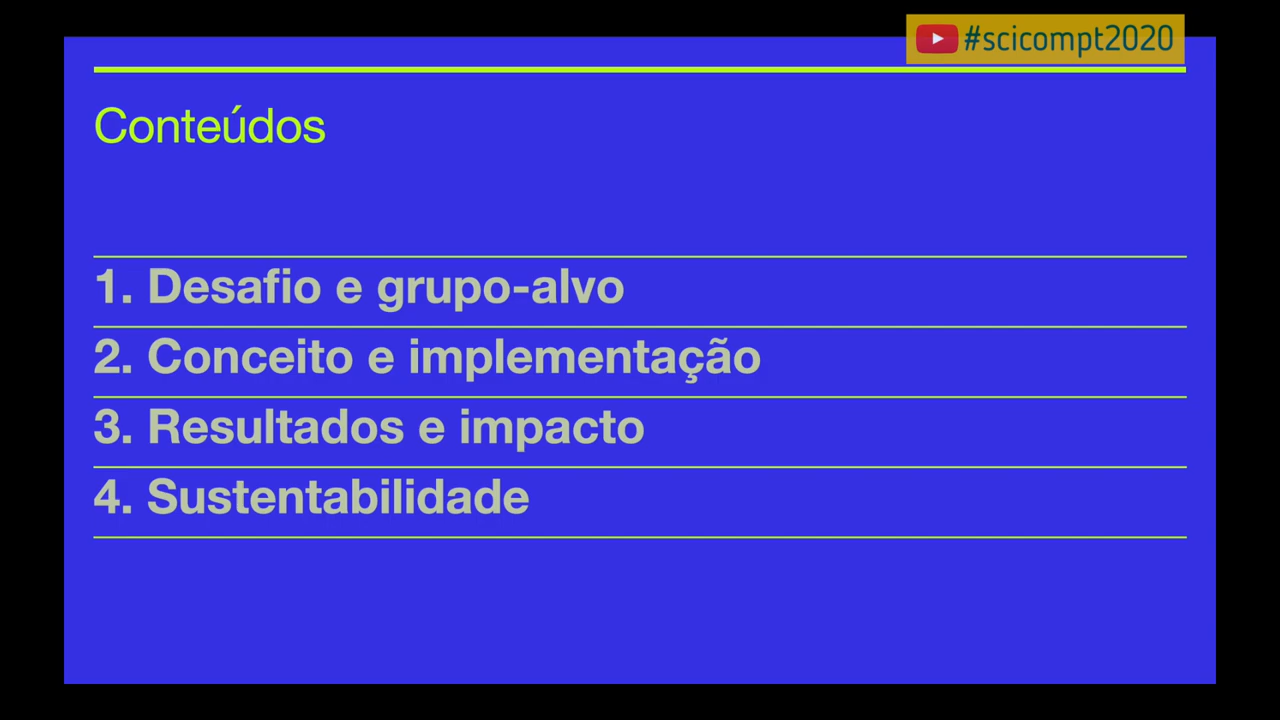 #scicompt2020
Conteúdos
1. Desafio e grupo-alvo
2. Conceito e implementação
3. Resultados e impacto
4. Sustentabilidade